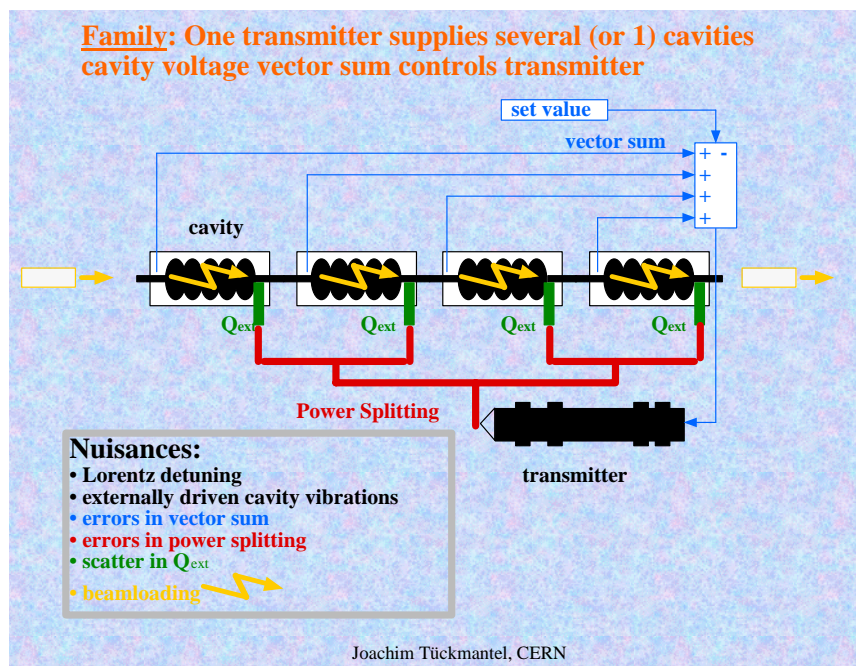 Family: One transmitter supplies several (or 1) cavities
cavity voltage vector sum controls transmitter
set value
vector sum
+ -
+
+
+
cavity
Qext Qext Qext Qext
Power Splitting
transmitter
Nuisances:
• Lorentz detuning
• externally driven cavity vibrations
• errors in vector sum
• errors in power splitting
• scatter in Qext
• beamloading
Joachim Tückmantel, CERN